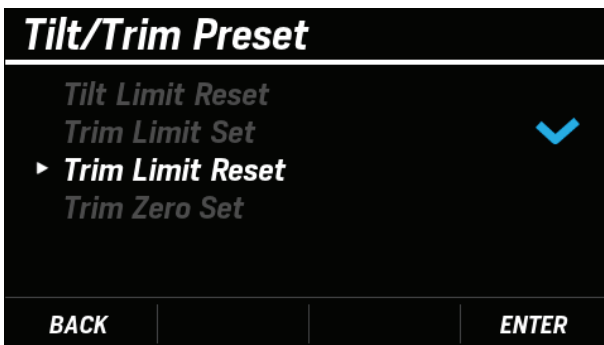 Tilt/Trim Preset
Tilt Limit Reset
Trim Limit Set
Trim Limit Reset
Trim Zero Set
BACK ENTER